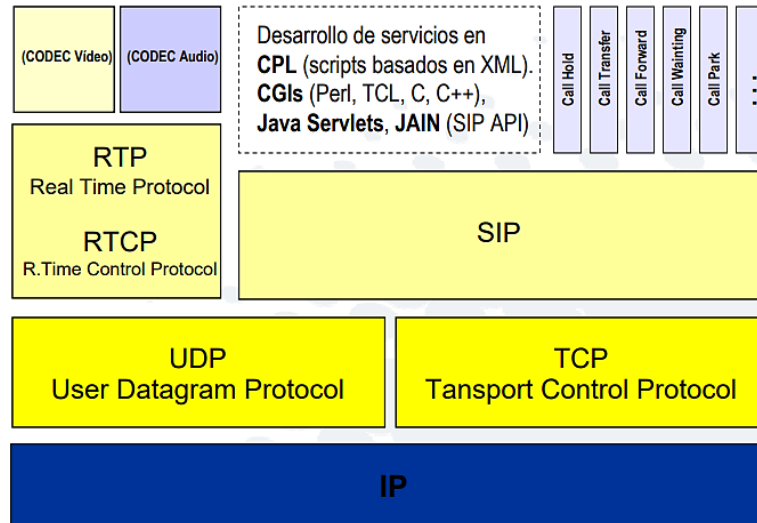 (CODEC Vídeo)
(CODEC Audio)
Desarrollo de servicios en
CPL (scripts basados en XML).
CGIs (Perl, TCL, C, C++),
Java Servlets, JAIN (SIP API)
Call Hold
Call Transfer
Call Forward
Call Wainting
Call Park
...
RTP
Real Time Protocol
RTCP
R.Time Control Protocol
SIP
UDP
User Datagram Protocol
TCP
Tansport Control Protocol
IP